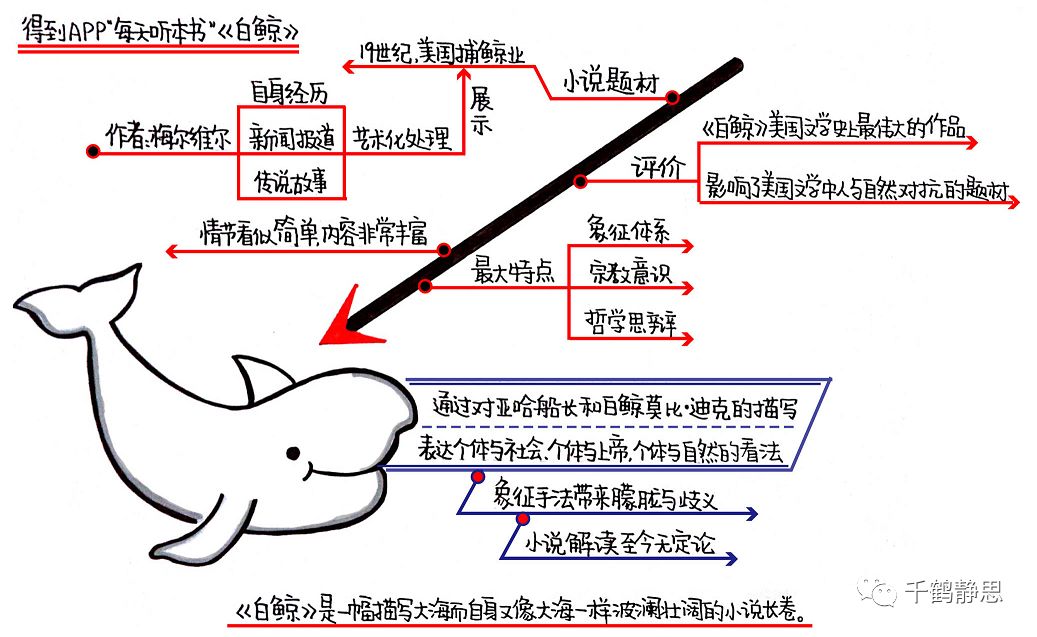 得到APP"每天听本书"《白鲸》
19世纪,美国捕鲸业
小说题材
展示
自身经历
作者:梅尔维尔
新闻报道
艺术化处理
传说故事
《白鲸》美国文学史上最伟大的作品
评价
影响了美国文学中人与自然对抗的题材
情节看似简单,内容非常丰富
最大特点
象征体系
宗教意识
哲学思辩
通过对亚哈船长和白鲸莫比·迪克的描写
表达个体与社会、个体与上帝,个体与自然的看法
象征手法带来朦胧与歧义
小说解读至今无定论
千鹤静思
《白鲸》是一幅描写大海而自身又像大海一样波澜壮阔的小说长卷。